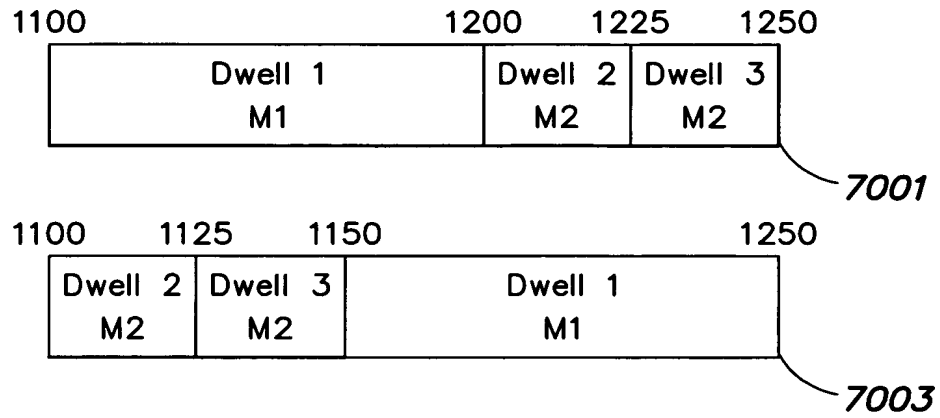 1100 1200 1225 1250
Dwell 1 Dwell 2 Dwell 3
M1 M2 M2
7001
1100 1125 1150 1250
Dwell 2 Dwell 3 Dwell 1
M2 M2 M1
7003